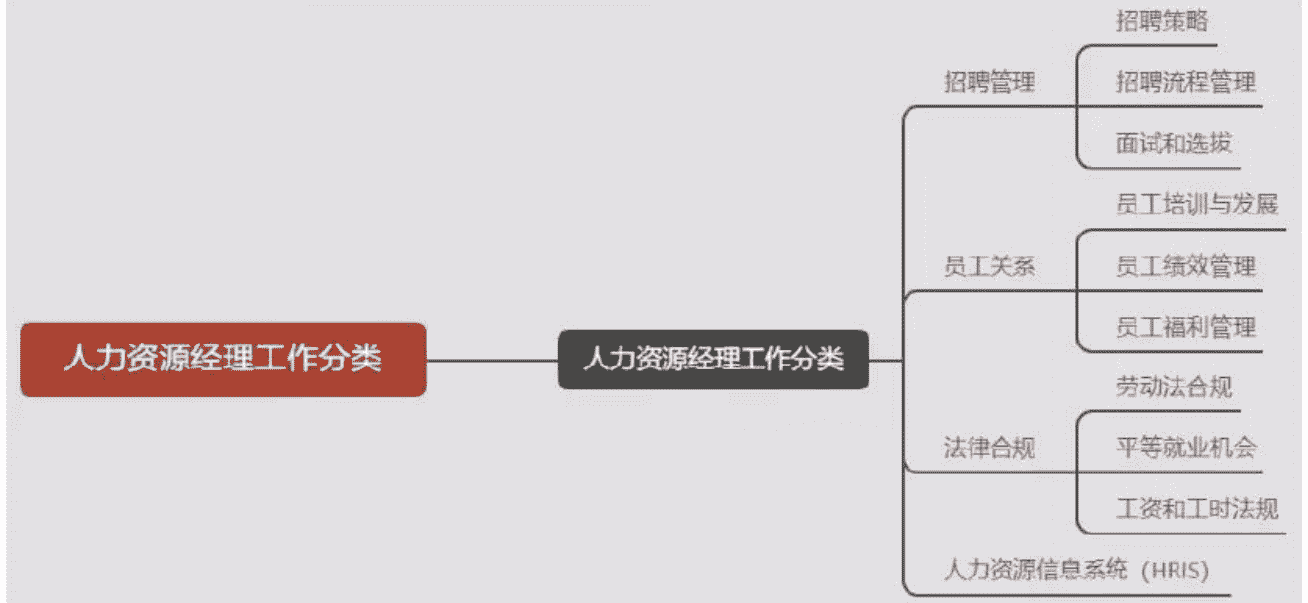 人力资源经理工作分类
人力资源经理工作分类
招聘管理
招聘策略
招聘流程管理
面试和选拔
员工关系
员工培训与发展
员工绩效管理
员工福利管理
法律合规
劳动法合规
平等就业机会
工资和工时法规
人力资源信息系统（HRIS）